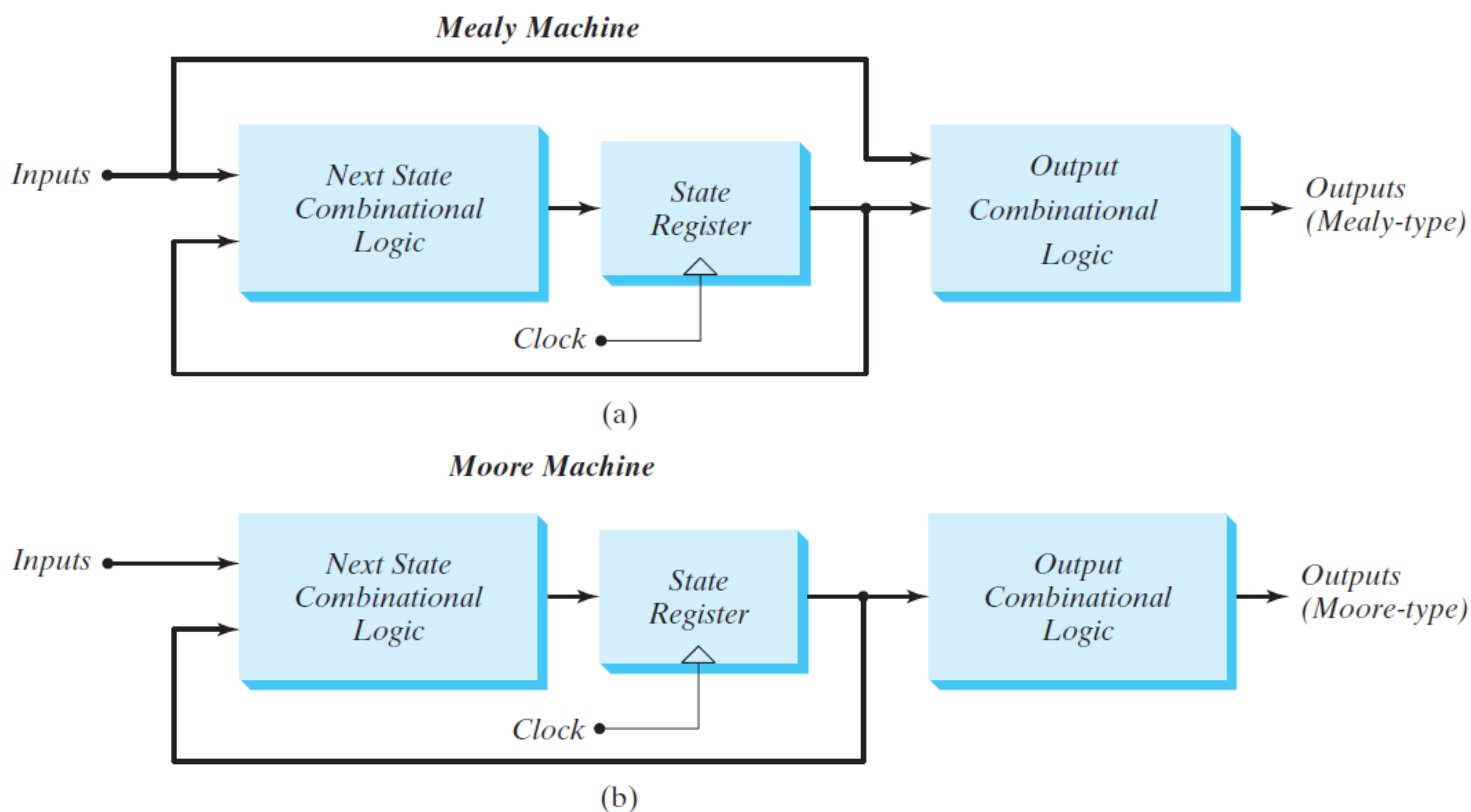 Mealy Machine
Inputs
Next State
Combinational
Logic
State
Register
Clock
Output
Combinational
Logic
Outputs
(Mealy-type)
(a)
Moore Machine
Inputs
Next State
Combinational
Logic
State
Register
Clock
Output
Combinational
Logic
Outputs
(Moore-type)
(b)